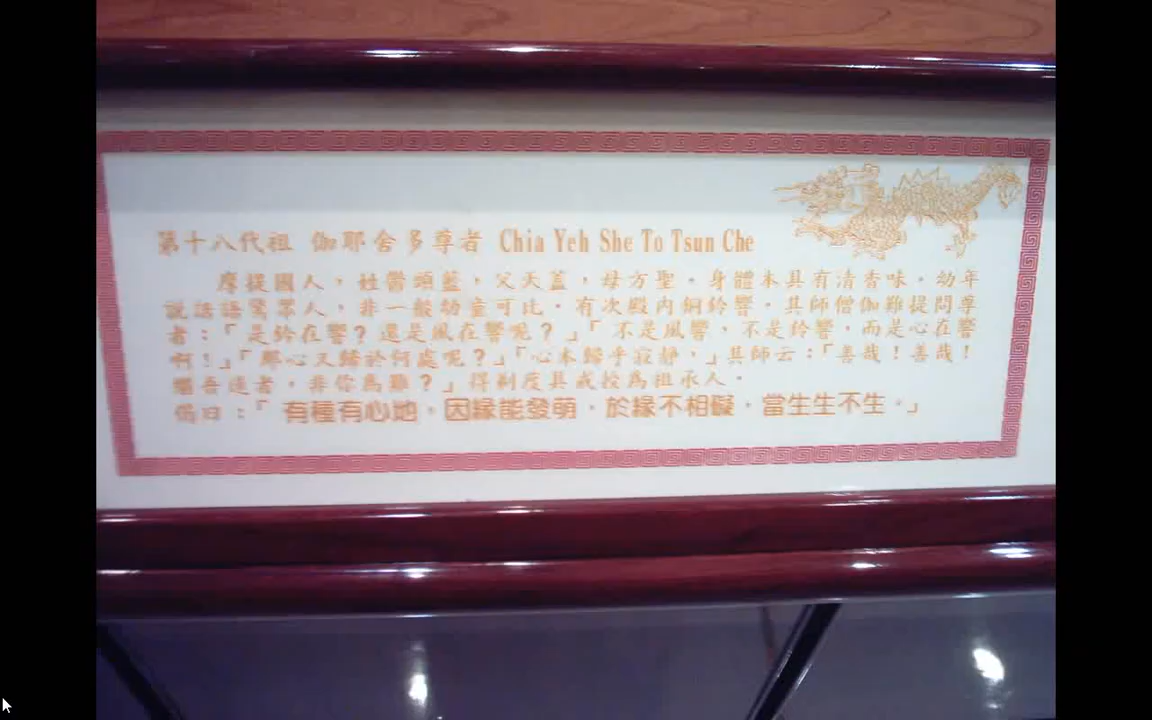 第十八代祖 伽耶舍多尊者 Chia Yeh She To Tsun Che
摩提國人,姓鬱頭藍,父天蓋,母方聖。身體本具有清香味,幼年
說話語驚眾人,非一般幼童可比。有次殿內銅鈴響,其師僧伽難提問尊
者:「是鈴在響?還是風在響呢?」「不是風響,不是鈴響,而是心在響
啊!」「那心又歸於何處呢?」「心本歸乎寂靜,」其師云:「善哉!善哉!
繼吾道者,非你為誰?」得剃度具戒授為祖承人。
偈曰:「有種有心地,因緣能發萌,於緣不相礙,當生生不生。」